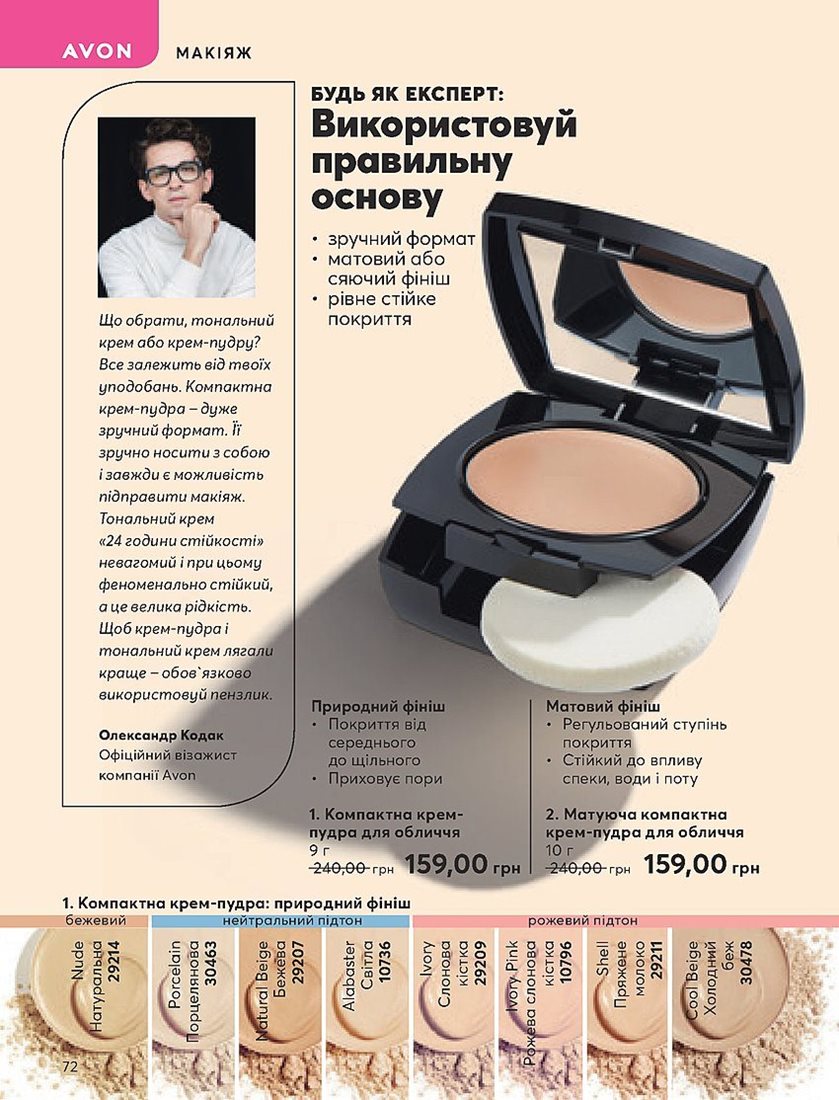 AVON
МАКІЯЖ
БУДЬ ЯК ЕКСПЕРТ:
Використовуй
правильну
основу
• зручний формат
• матовий або
сяючий фініш
• рівне стійке
покриття
Що обрати, тональний
крем або крем-пудру?
Все залежить від твоїх
уподобань. Компактна
крем-пудра – дуже
зручний формат. Її
зручно носити з собою
і завжди є можливість
підправити макіяж.
Тональний крем
«24 години стійкості»
невагомий і при цьому
феноменально стійкий,
а це велика рідкість.
Щоб крем-пудра і
тональний крем лягали
краще – обов`язково
використовуй пензлик.
Олександр Кодак
Офіційний візажист
компанії Avon
Природний фініш
• Покриття від
середнього
до щільного
• Приховує пори
1. Компактна крем-
пудра для обличчя
9 г
240,00 грн 159,00 грн
Матовий фініш
• Регульований ступінь
покриття
• Стійкий до впливу
спеки, води і поту
2. Матуюча компактна
крем-пудра для обличчя
10 г
240,00 грн 159,00 грн
1. Компактна крем-пудра: природний фініш
бежевий
нейтральний підтон
рожевий підтон
Nude
Натуральна
29214
Porcelain
Порцелянова
30463
Natural Beige
Бежева
29207
Alabaster
Світла
10736
Ivory
Слонова
кістка
29209
Ivory Pink
Рожева слонова
кістка
10796
Shell
Пряжене
молоко
29211
Cool Beige
Холодний
беж
30478
72